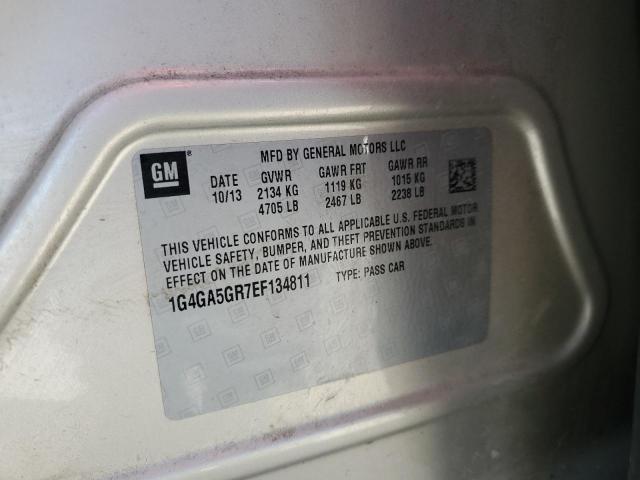 GM ®
MFD BY GENERAL MOTORS LLC
DATE GVWR GAWR FRT GAWR RR
10/13 2134 KG 1119 KG 1015 KG
4705 LB 2467 LB 2238 LB
THIS VEHICLE CONFORMS TO ALL APPLICABLE U.S. FEDERAL MOTOR
VEHICLE SAFETY, BUMPER, AND THEFT PREVENTION STANDARDS IN
EFFECT ON THE DATE OF MANUFACTURE SHOWN ABOVE.
1G4GA5GR7EF134811 TYPE: PASS CAR